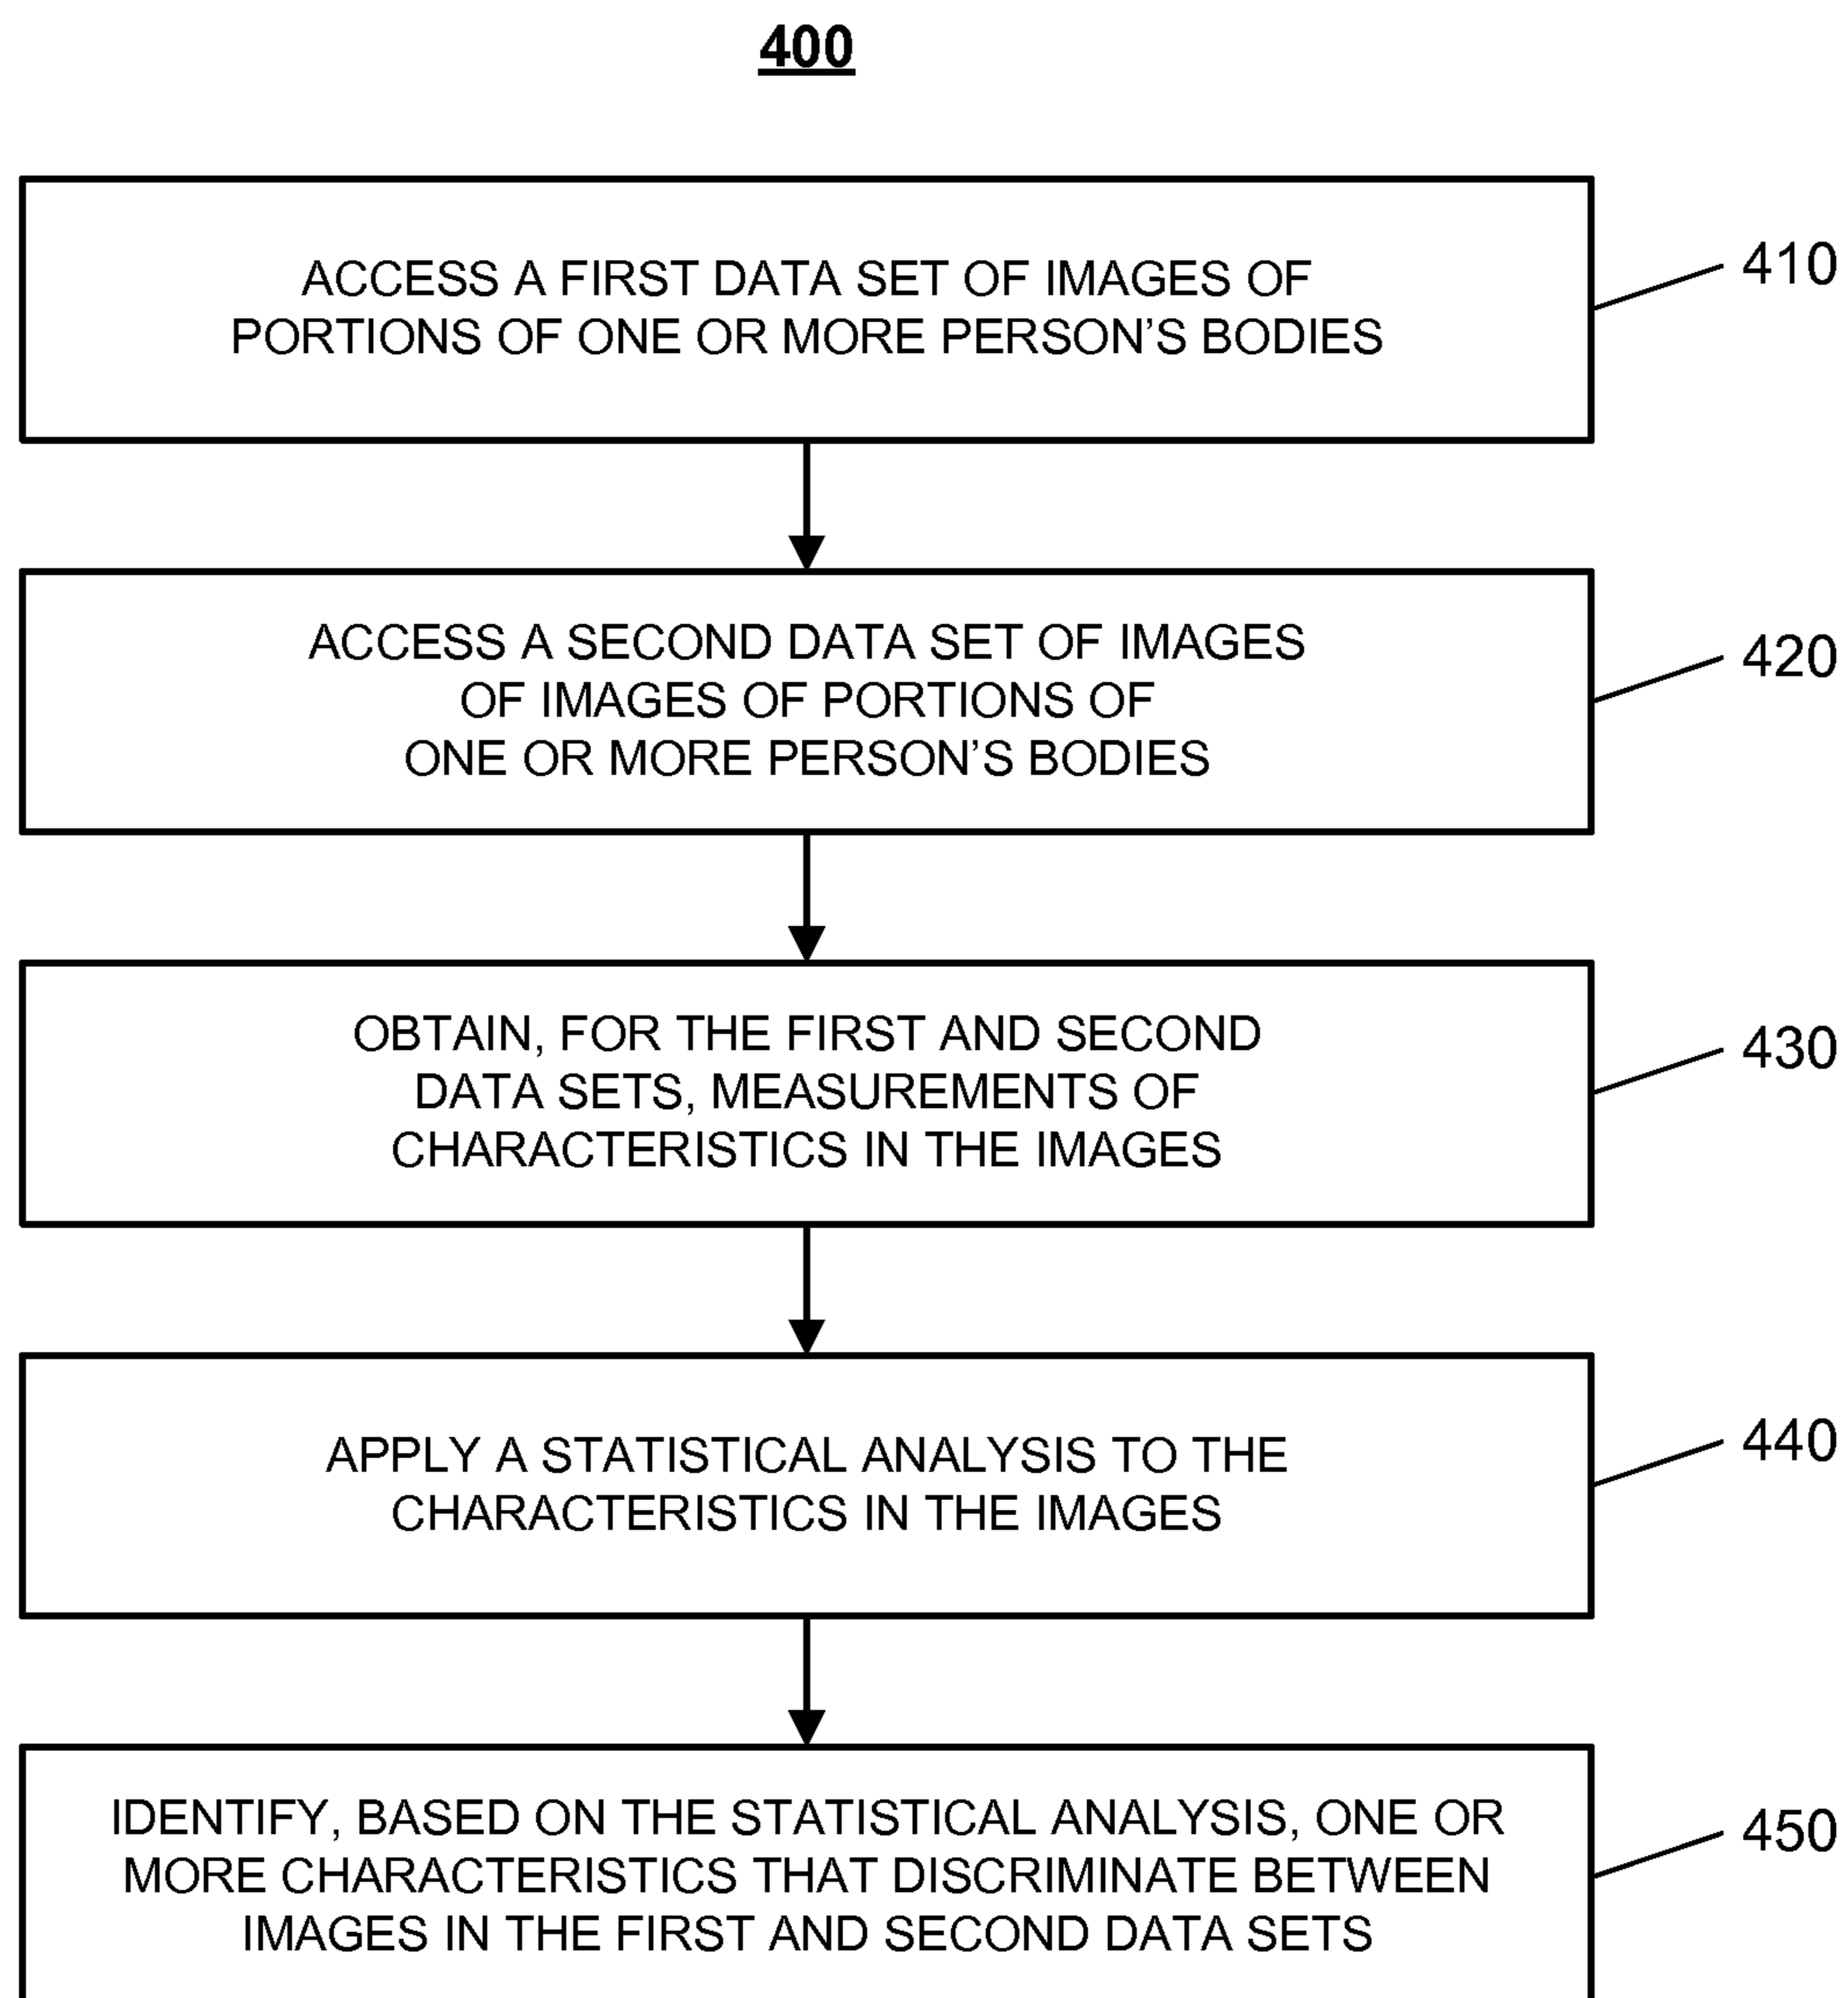 400
ACCESS A FIRST DATA SET OF IMAGES OF
PORTIONS OF ONE OR MORE PERSON'S BODIES
410
ACCESS A SECOND DATA SET OF IMAGES
OF IMAGES OF PORTIONS OF
ONE OR MORE PERSON'S BODIES
420
OBTAIN, FOR THE FIRST AND SECOND
DATA SETS, MEASUREMENTS OF
CHARACTERISTICS IN THE IMAGES
430
APPLY A STATISTICAL ANALYSIS TO THE
CHARACTERISTICS IN THE IMAGES
440
IDENTIFY, BASED ON THE STATISTICAL ANALYSIS, ONE OR
MORE CHARACTERISTICS THAT DISCRIMINATE BETWEEN
IMAGES IN THE FIRST AND SECOND DATA SETS
450